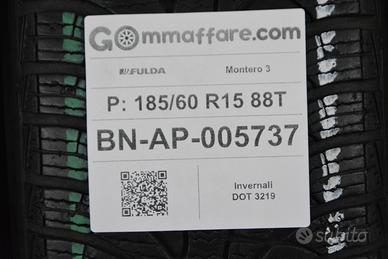 Gommaffare.com
FULDA
Montero 3
P: 185/60 R15 88T
BN-AP-005737
Invernali
DOT 3219
subito